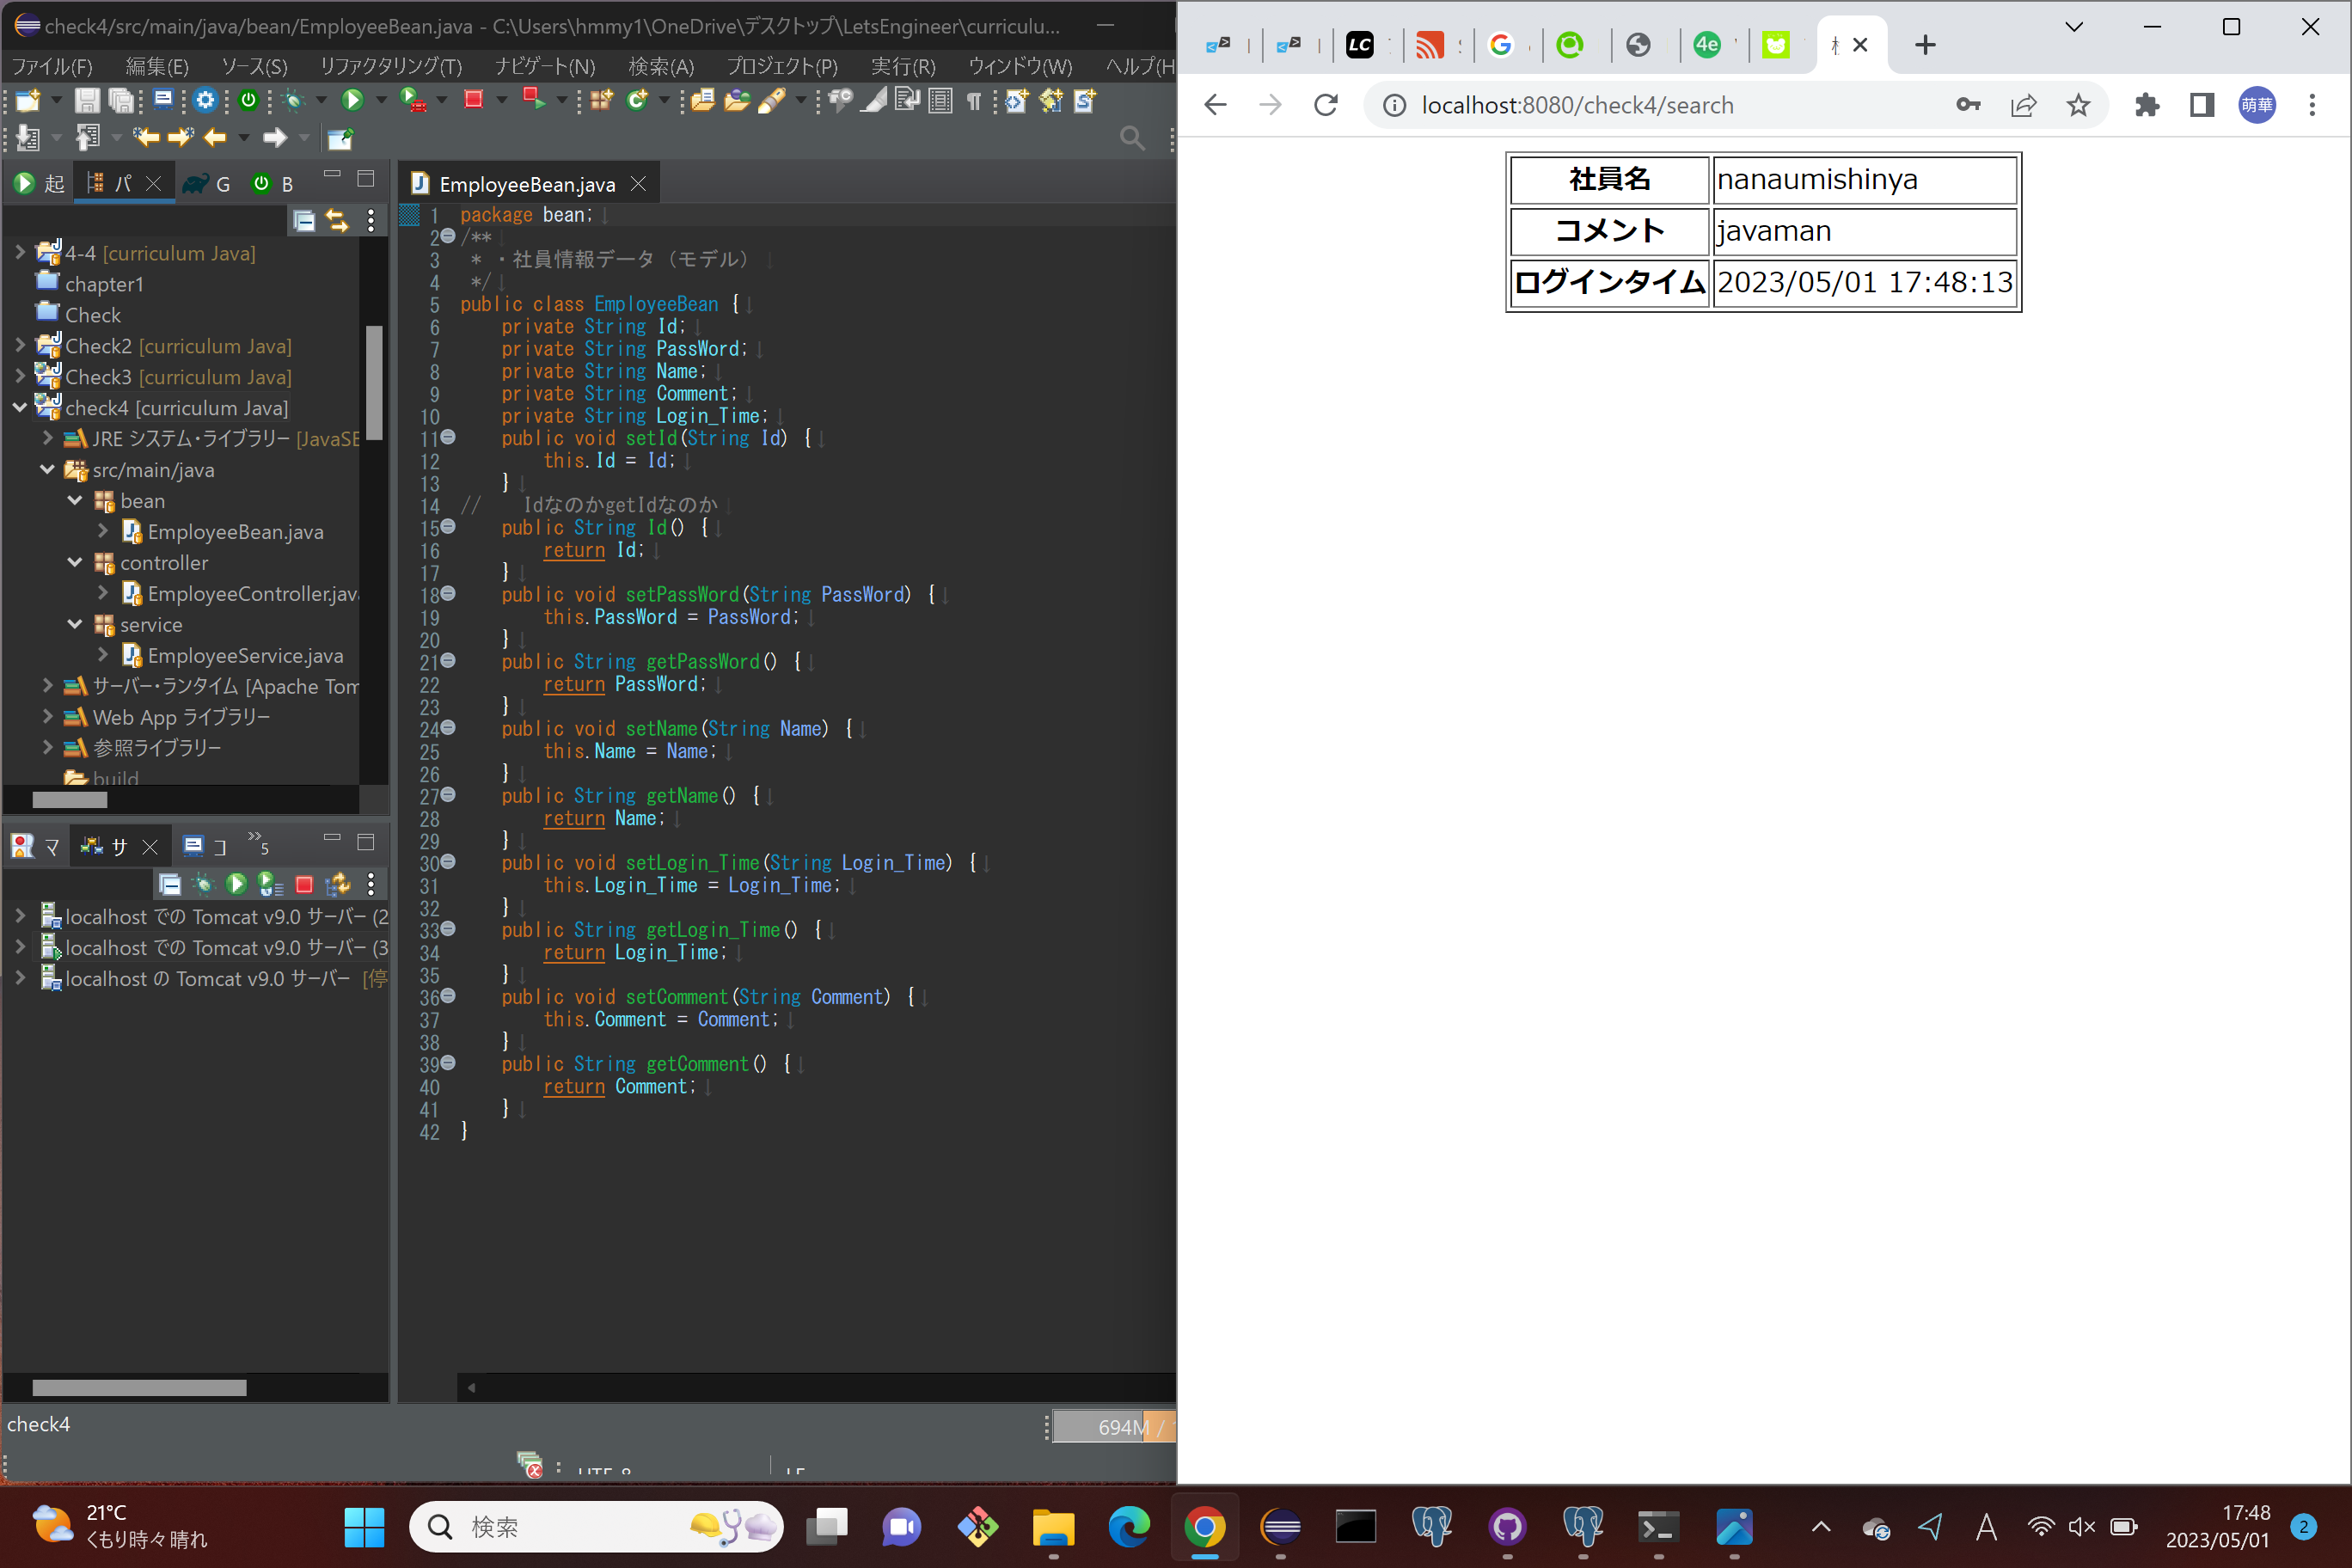 check4/src/main/java/bean/EmployeeBean.java - C:\Users\hmmy1\OneDrive\デスクトップ\LetsEngineer\curriculu...
ファイル(F) 編集(E) ソース(S) リファクタリング(T) ナビゲート(N) 検索(A) プロジェクト(P) 実行(R) ウィンドウ(W) ヘルプ(H
起 パ G B
4-4 [curriculum Java]
chapter1
Check
Check2 [curriculum Java]
Check3 [curriculum Java]
check4 [curriculum Java]
JRE システム・ライブラリー [JavaSE
src/main/java
bean
EmployeeBean.java
controller
EmployeeController.java
service
EmployeeService.java
サーバー・ランタイム [Apache Tom
Web App ライブラリー
参照ライブラリー
build
マ サ コ »5
localhost での Tomcat v9.0 サーバー (2
localhost での Tomcat v9.0 サーバー (3
localhost の Tomcat v9.0 サーバー [停
EmployeeBean.java
1 package bean;
2 /**
3 * ・社員情報データ（モデル）
4 */
5 public class EmployeeBean {
6 private String Id;
7 private String PassWord;
8 private String Name;
9 private String Comment;
10 private String Login_Time;
11 public void setId(String Id) {
12 this.Id = Id;
13 }
14 // IdなのかgetIdなのか
15 public String Id() {
16 return Id;
17 }
18 public void setPassWord(String PassWord) {
19 this.PassWord = PassWord;
20 }
21 public String getPassWord() {
22 return PassWord;
23 }
24 public void setName(String Name) {
25 this.Name = Name;
26 }
27 public String getName() {
28 return Name;
29 }
30 public void setLogin_Time(String Login_Time) {
31 this.Login_Time = Login_Time;
32 }
33 public String getLogin_Time() {
34 return Login_Time;
35 }
36 public void setComment(String Comment) {
37 this.Comment = Comment;
38 }
39 public String getComment() {
40 return Comment;
41 }
42 }
check4
694M /
UTF-8 LF
LC G 4e
localhost:8080/check4/search
萌華
社員名 nanaumishinya
コメント javaman
ログインタイム 2023/05/01 17:48:13
21°C
くもり時々晴れ
検索
A
17:48
2023/05/01
2